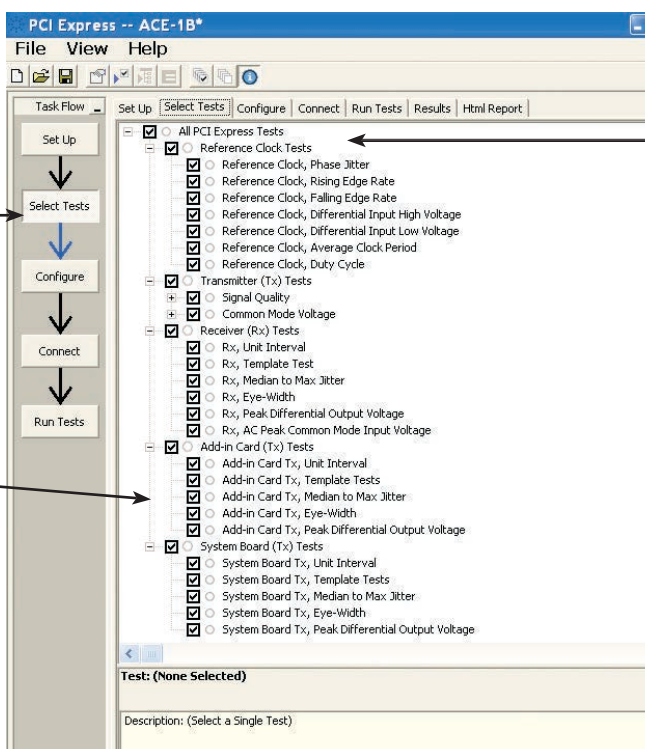 PCI Express -- ACE-1B*
File View Help
Task Flow
Set Up
Select Tests
Configure
Connect
Run Tests
Set Up Select Tests Configure Connect Run Tests Results Html Report
All PCI Express Tests
Reference Clock Tests
Reference Clock, Phase Jitter
Reference Clock, Rising Edge Rate
Reference Clock, Falling Edge Rate
Reference Clock, Differential Input High Voltage
Reference Clock, Differential Input Low Voltage
Reference Clock, Average Clock Period
Reference Clock, Duty Cycle
Transmitter (Tx) Tests
Signal Quality
Common Mode Voltage
Receiver (Rx) Tests
Rx, Unit Interval
Rx, Template Test
Rx, Median to Max Jitter
Rx, Eye-Width
Rx, Peak Differential Output Voltage
Rx, AC Peak Common Mode Input Voltage
Add-in Card (Tx) Tests
Add-in Card Tx, Unit Interval
Add-in Card Tx, Template Tests
Add-in Card Tx, Median to Max Jitter
Add-in Card Tx, Eye-Width
Add-in Card Tx, Peak Differential Output Voltage
System Board (Tx) Tests
System Board Tx, Unit Interval
System Board Tx, Template Tests
System Board Tx, Median to Max Jitter
System Board Tx, Eye-Width
System Board Tx, Peak Differential Output Voltage
Test: (None Selected)
Description: (Select a Single Test)